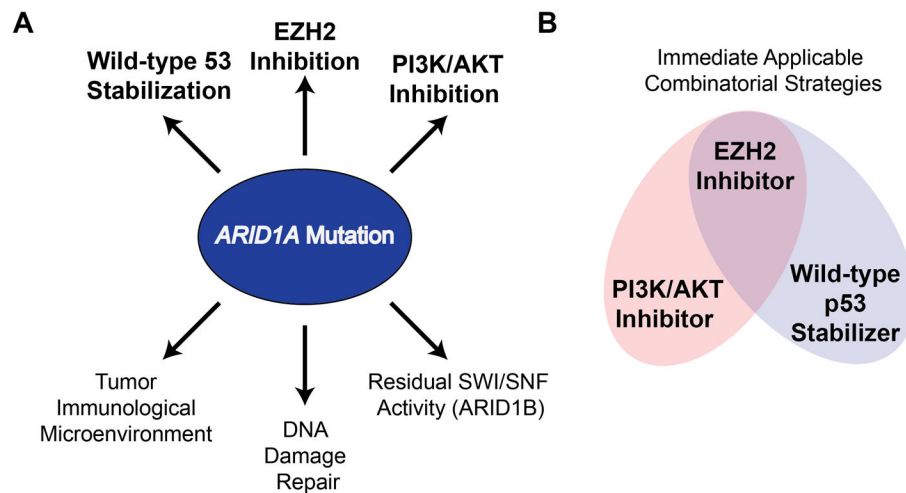 A
Wild-type 53
Stabilization
EZH2
Inhibition
PI3K/AKT
Inhibition
ARID1A Mutation
Tumor
Immunological
Microenvironment
DNA
Damage
Repair
Residual SWI/SNF
Activity (ARID1B)
B
Immediate Applicable
Combinatorial Strategies
EZH2
Inhibitor
PI3K/AKT
Inhibitor
Wild-type
p53
Stabilizer